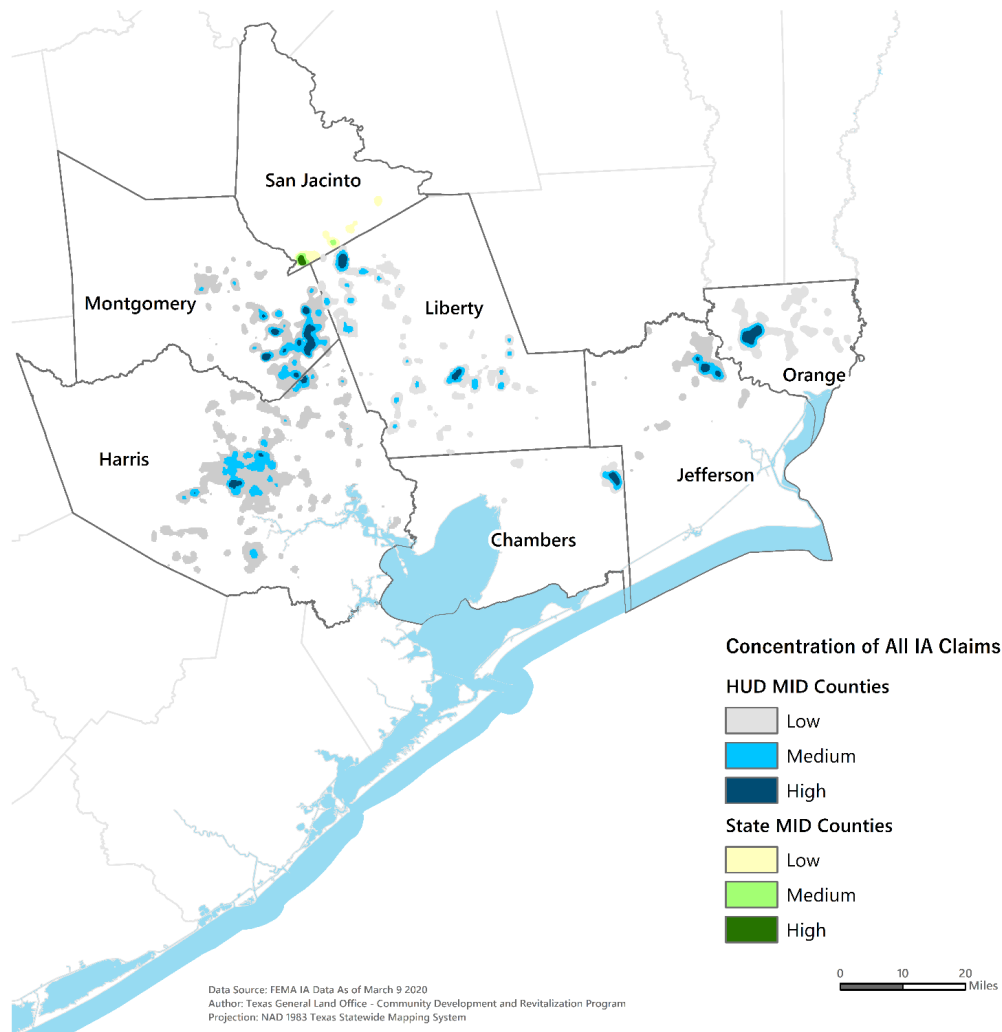 San Jacinto
Montgomery
Liberty
Orange
Harris
Jefferson
Chambers
Concentration of All IA Claims
HUD MID Counties
Low
Medium
High
State MID Counties
Low
Medium
High
0 10 20
Miles
Data Source: FEMA IA Data As of March 9 2020
Author: Texas General Land Office - Community Development and Revitalization Program
Projection: NAD 1983 Texas Statewide Mapping System